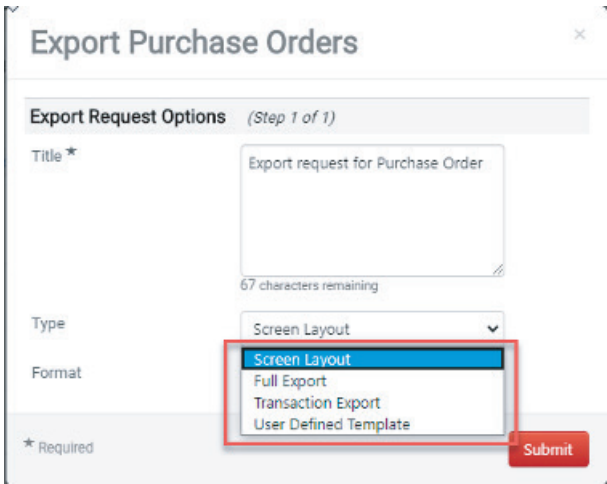 Export Purchase Orders
×
Export Request Options (Step 1 of 1)
Title *
Export request for Purchase Order
67 characters remaining
Type
Screen Layout
Screen Layout
Format
Full Export
Transaction Export
User Defined Template
* Required
Submit